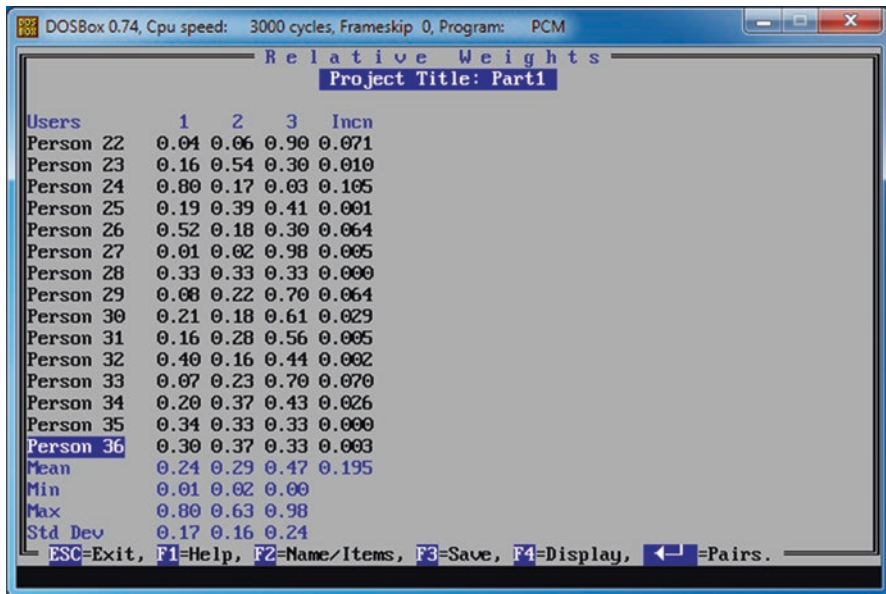 DOSBox 0.74, Cpu speed: 3000 cycles, Frameskip 0, Program: PCM
Relative Weights
Project Title: Part1
Users 1 2 3 Incn
Person 22 0.04 0.06 0.90 0.071
Person 23 0.16 0.54 0.30 0.010
Person 24 0.80 0.17 0.03 0.105
Person 25 0.19 0.39 0.41 0.001
Person 26 0.52 0.18 0.30 0.064
Person 27 0.01 0.02 0.98 0.005
Person 28 0.33 0.33 0.33 0.000
Person 29 0.08 0.22 0.70 0.064
Person 30 0.21 0.18 0.61 0.029
Person 31 0.16 0.28 0.56 0.005
Person 32 0.40 0.16 0.44 0.002
Person 33 0.07 0.23 0.70 0.070
Person 34 0.20 0.37 0.43 0.026
Person 35 0.34 0.33 0.33 0.000
Person 36 0.30 0.37 0.33 0.003
Mean 0.24 0.29 0.47 0.195
Min 0.01 0.02 0.00
Max 0.80 0.63 0.98
Std Dev 0.17 0.16 0.24
ESC=Exit, F1=Help, F2=Name/Items, F3=Save, F4=Display, ◄─┘=Pairs.